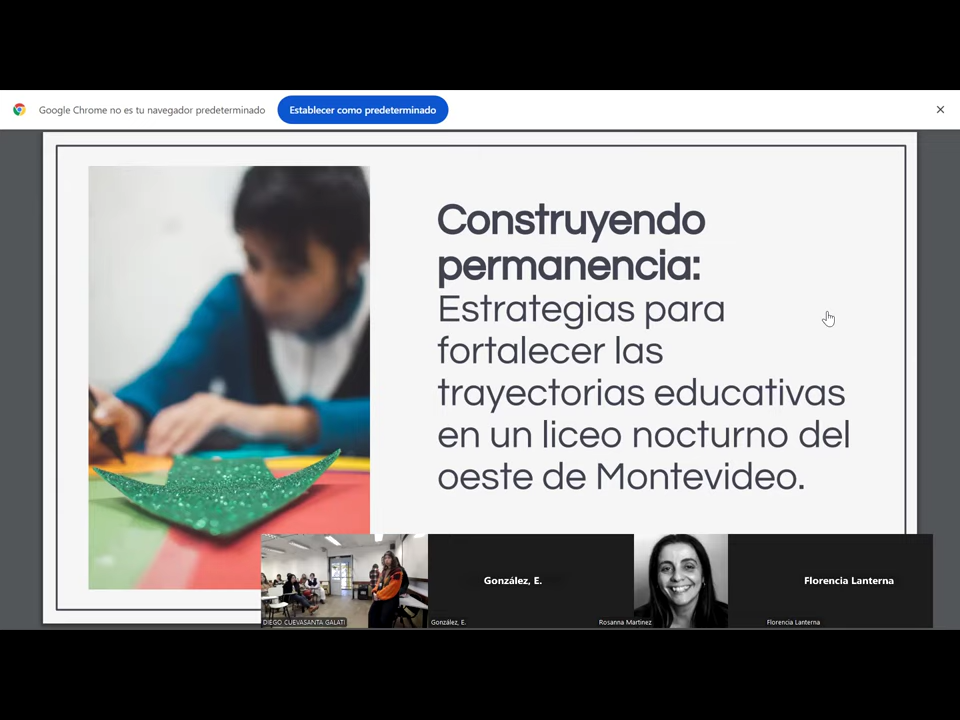 Google Chrome no es tu navegador predeterminado
Establecer como predeterminado
Construyendo
permanencia:
Estrategias para
fortalecer las
trayectorias educativas
en un liceo nocturno del
oeste de Montevideo.
González, E.
Florencia Lanterna
DIEGO CUEVASANTA GALATI
González, E.
Rosanna Martinez
Florencia Lanterna